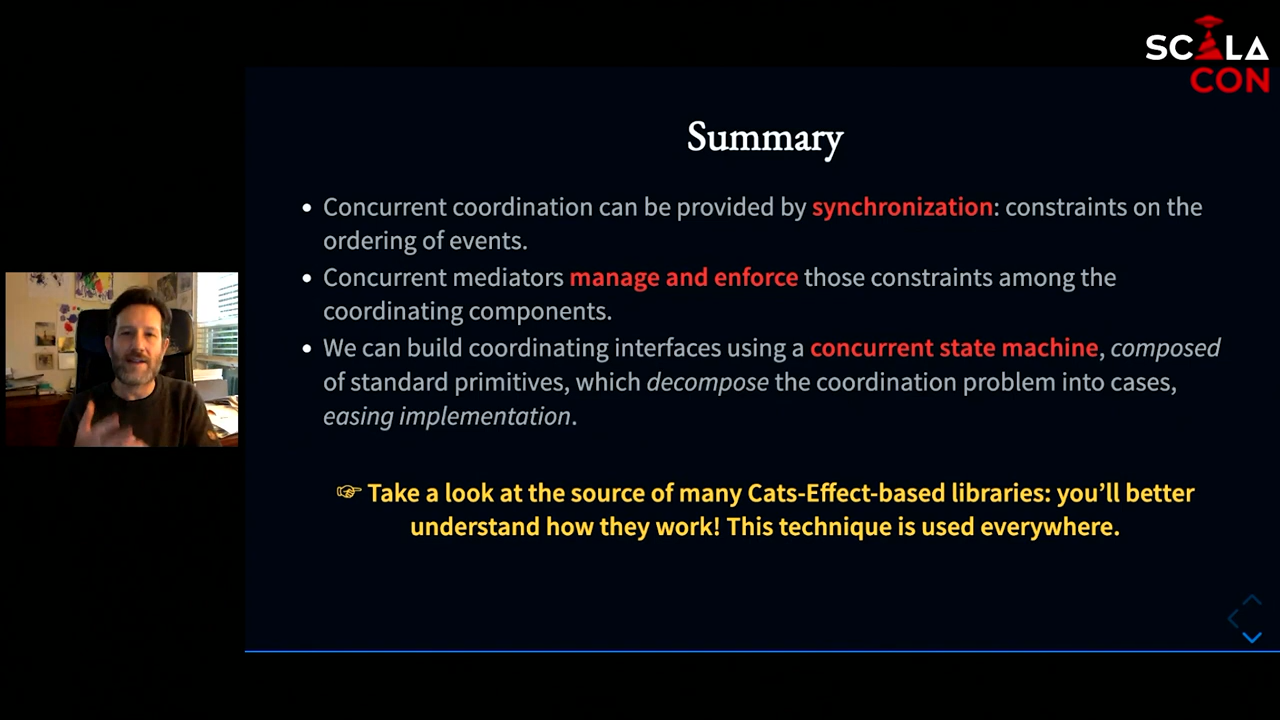 SCALA
CON
Summary
• Concurrent coordination can be provided by synchronization: constraints on the
ordering of events.
• Concurrent mediators manage and enforce those constraints among the
coordinating components.
• We can build coordinating interfaces using a concurrent state machine, composed
of standard primitives, which decompose the coordination problem into cases,
easing implementation.
☞ Take a look at the source of many Cats-Effect-based libraries: you’ll better
understand how they work! This technique is used everywhere.